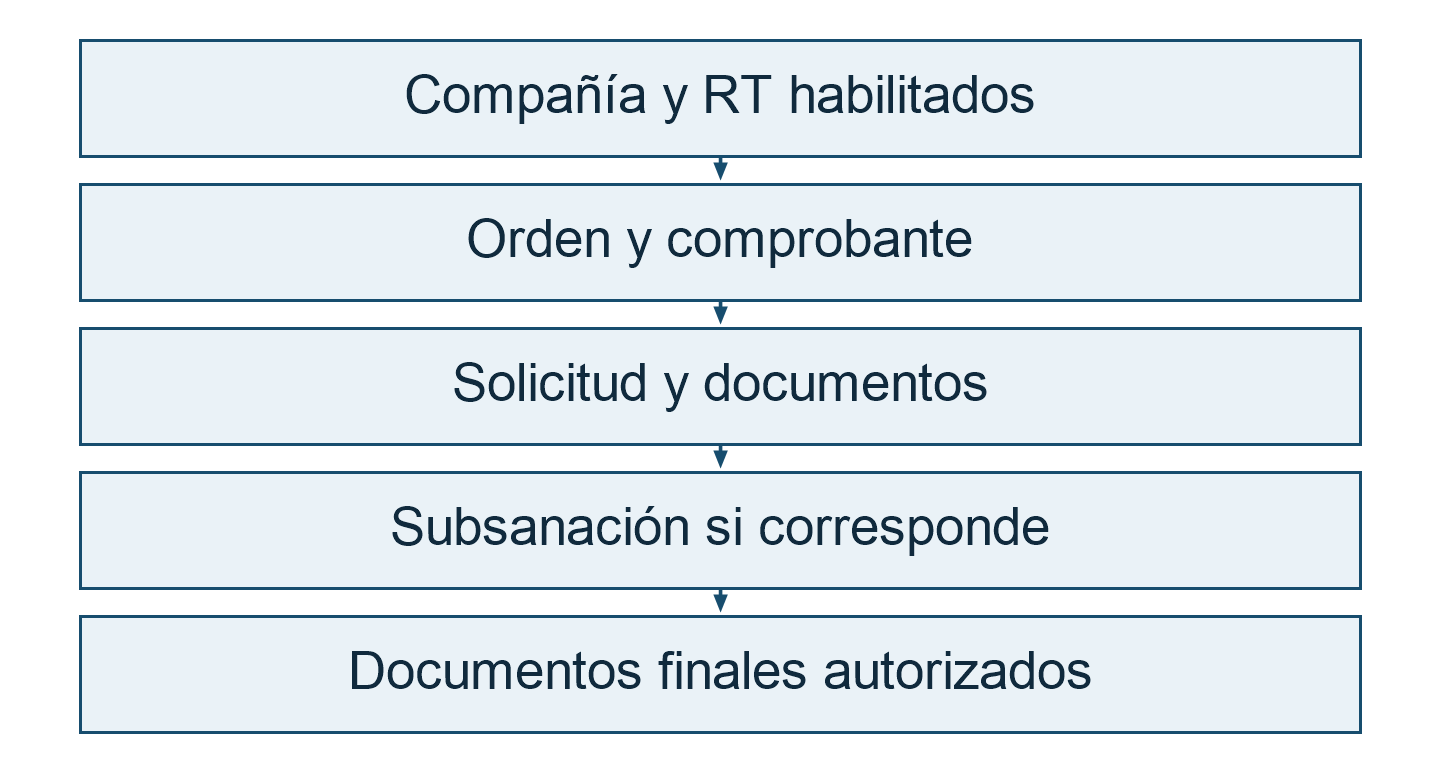 Compañía y RT habilitados
Orden y comprobante
Solicitud y documentos
Subsanación si corresponde
Documentos finales autorizados